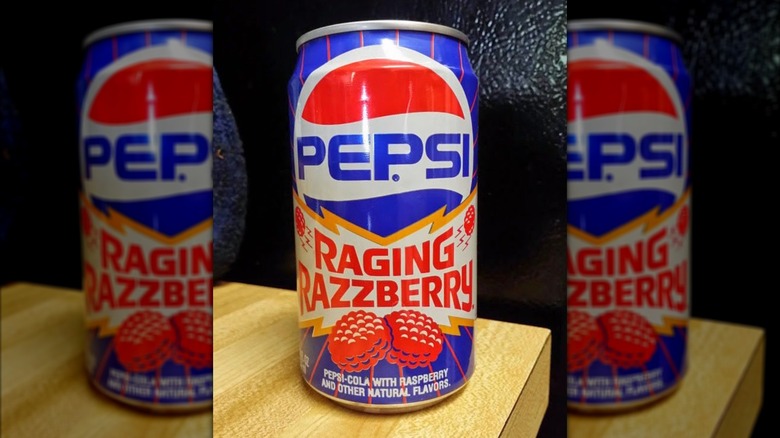 PEPSI
RAGING
RAZZBERRY
PEPSI-COLA WITH RASPBERRY
AND OTHER NATURAL FLAVORS.